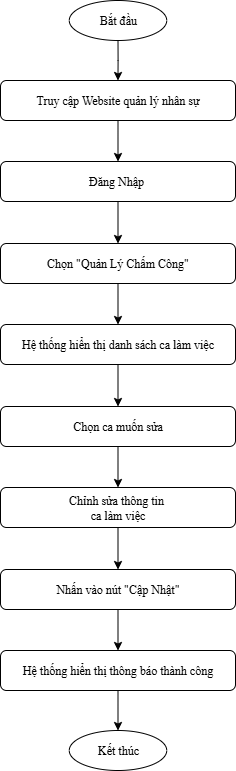 Bắt đầu
Truy cập Website quản lý nhân sự
Đăng Nhập
Chọn "Quản Lý Chấm Công"
Hệ thống hiển thị danh sách ca làm việc
Chọn ca muốn sửa
Chỉnh sửa thông tin
ca làm việc
Nhấn vào nút "Cập Nhật"
Hệ thống hiển thị thông báo thành công
Kết thúc